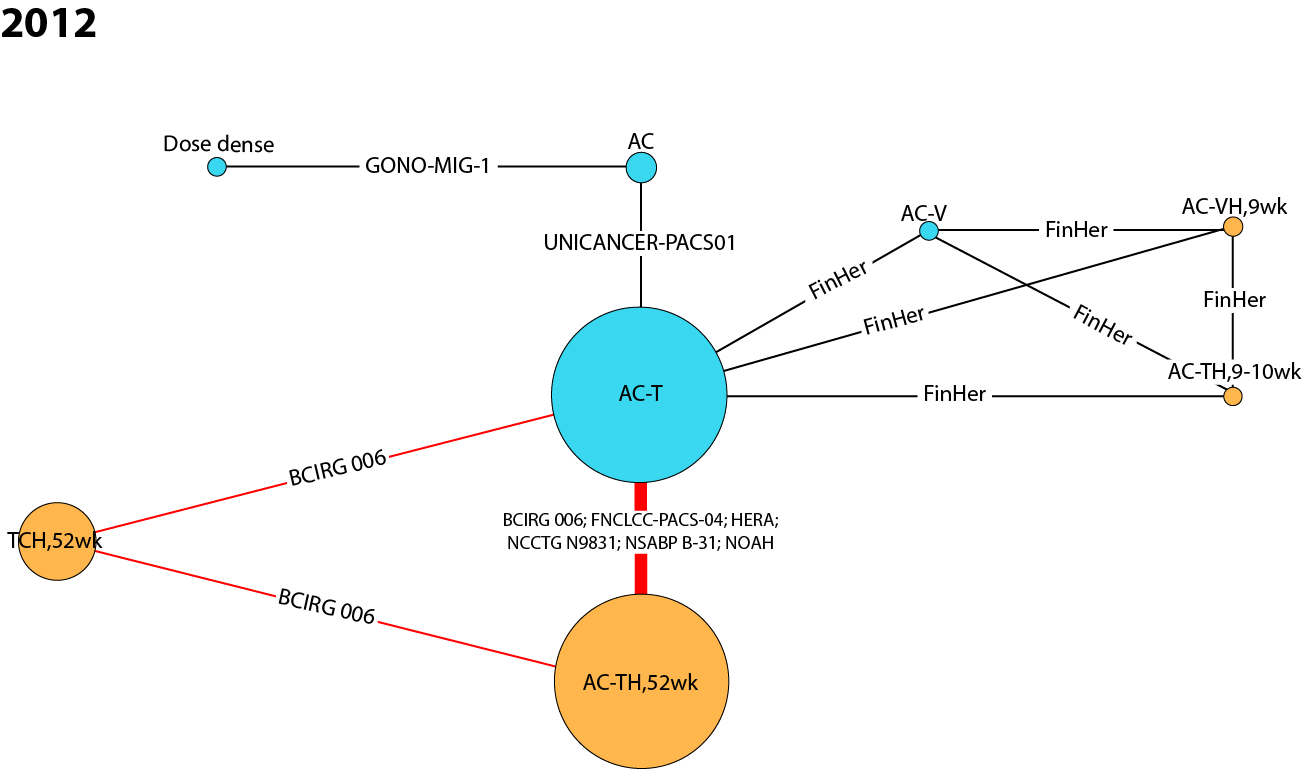 2012
Dose dense
GONO-MIG-1
AC
UNICANCER-PACS01
AC-V
FinHer
AC-VH,9wk
FinHer
FinHer
FinHer
FinHer
AC-TH,9-10wk
FinHer
AC-T
BCIRG 006
BCIRG 006; FNCLCC-PACS-04; HERA;
NCCTG N9831; NSABP B-31; NOAH
TCH,52wk
BCIRG 006
AC-TH,52wk